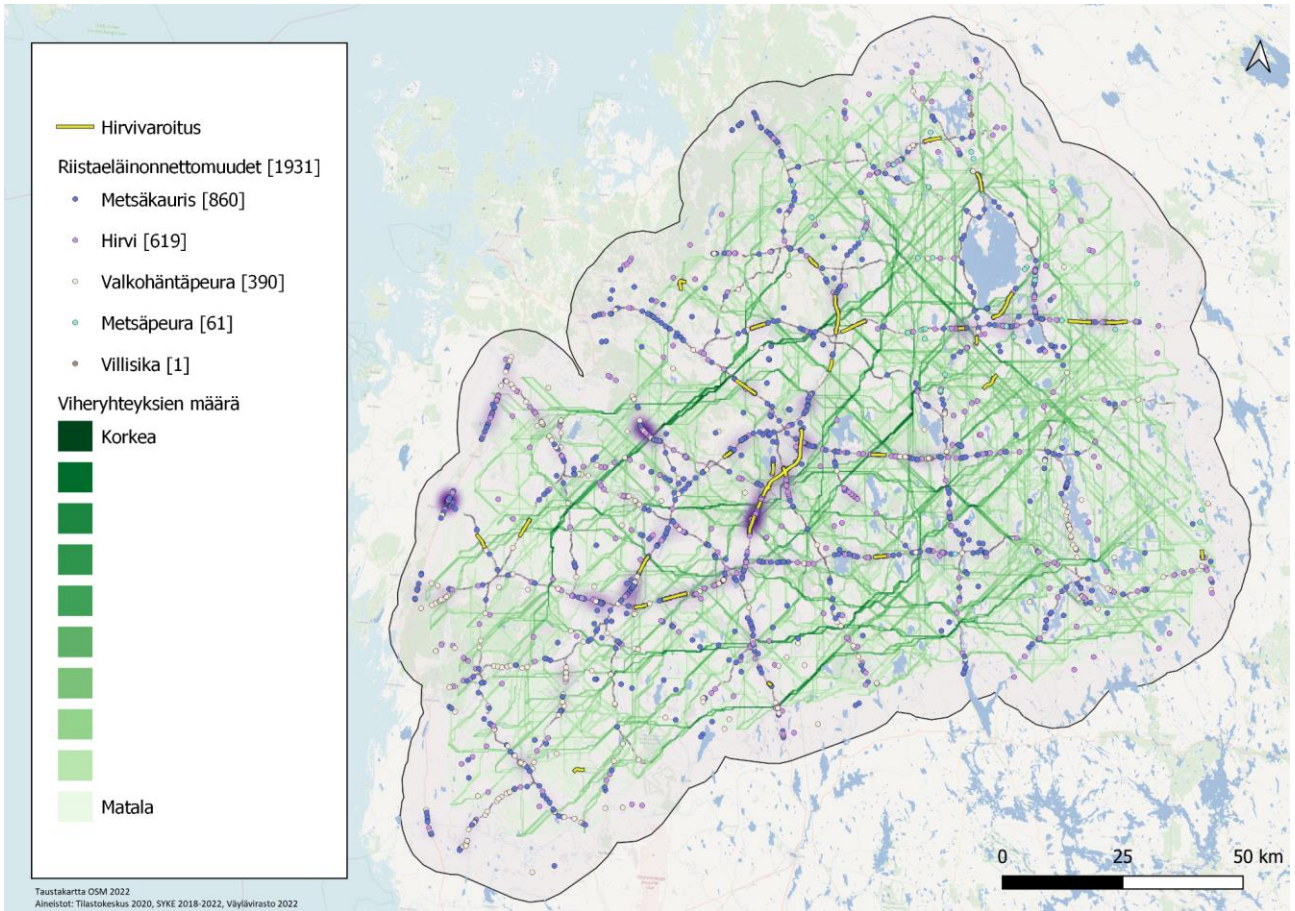 Hirvivaroitus
Riistaeläinonnettomuudet [1931]
Metsäkauris [860]
Hirvi [619]
Valkohäntäpeura [390]
Metsäpeura [61]
Villisika [1]
Viheryhteyksien määrä
Korkea
Matala
0 25 50 km
Taustakartta OSM 2022
Aineistot: Tilastokeskus 2020, SYKE 2018-2022, Väylävirasto 2022